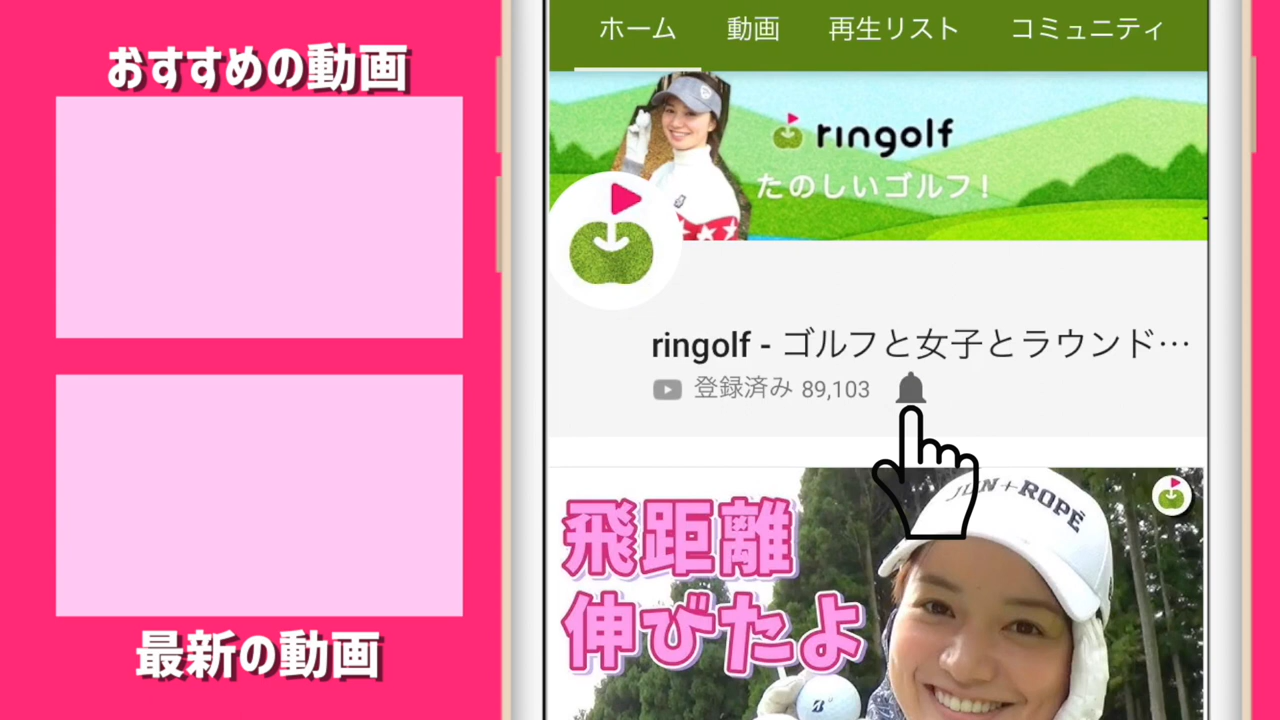 おすすめの動画
最新の動画
ホーム 動画 再生リスト コミュニティ
ringolf
たのしいゴルフ!
ringolf - ゴルフと女子とラウンド…
登録済み 89,103
飛距離
伸びたよ
JUN+ROPÉ
B